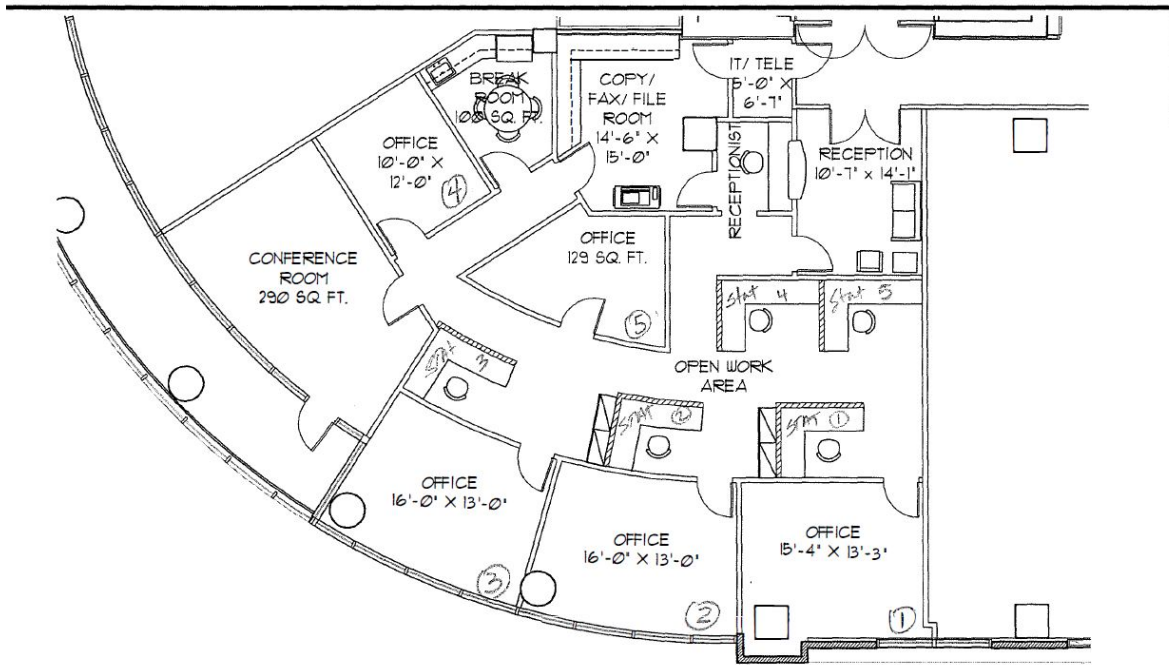 BREAK
ROOM
100 SQ. FT.
COPY/
FAX/ FILE
ROOM
14'-6" X
15'-0"
IT/ TELE
5'-0" X
6'-7"
OFFICE
10'-0" X
12'-0"
4
RECEPTIONIST
RECEPTION
10'-7" x 14'-1"
CONFERENCE
ROOM
290 SQ. FT.
OFFICE
129 SQ. FT.
5
Stat 4
Stat 5
Stat 3
OPEN WORK
AREA
STAT 2
STAT 1
OFFICE
16'-0" X 13'-0"
3
OFFICE
16'-0" X 13'-0"
2
OFFICE
15'-4" X 13'-3"
1